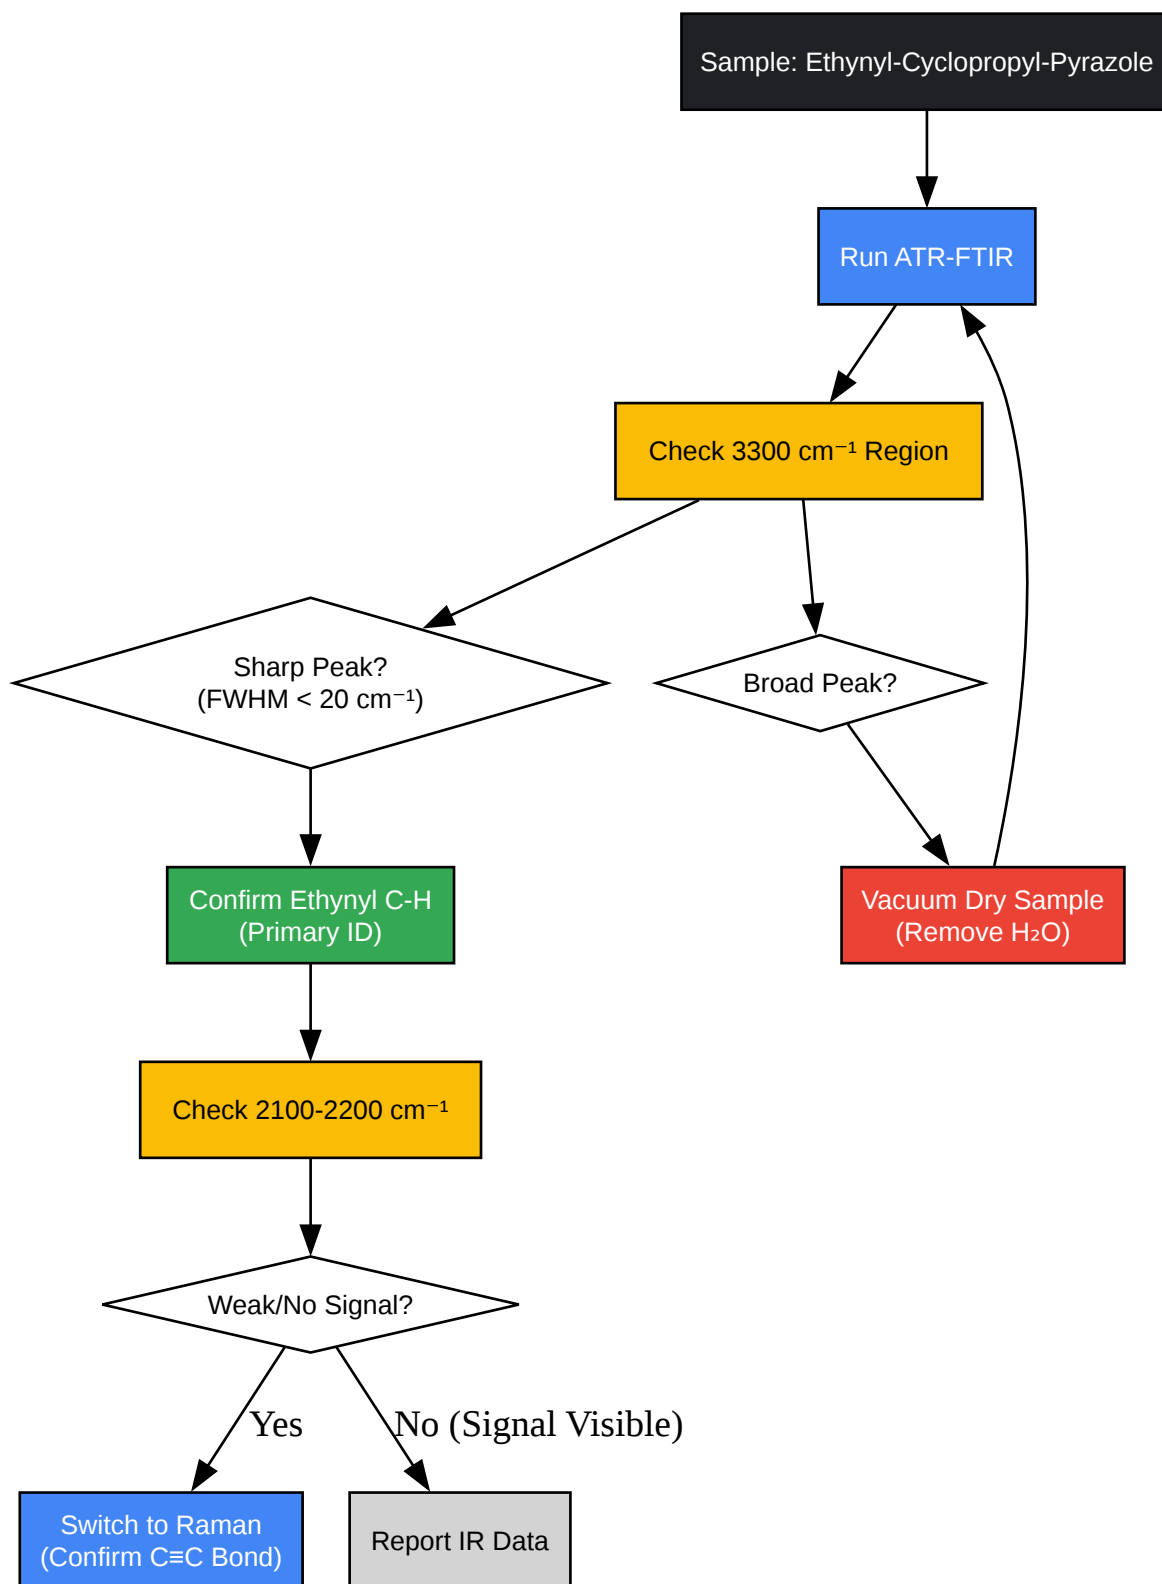 Sample: Ethynyl-Cyclopropyl-Pyrazole
Run ATR-FTIR
Check 3300 cm⁻¹ Region
Sharp Peak?
(FWHM < 20 cm⁻¹)
Broad Peak?
Confirm Ethynyl C-H
(Primary ID)
Vacuum Dry Sample
(Remove H₂O)
Check 2100-2200 cm⁻¹
Weak/No Signal?
Yes
No (Signal Visible)
Switch to Raman
(Confirm C≡C Bond)
Report IR Data